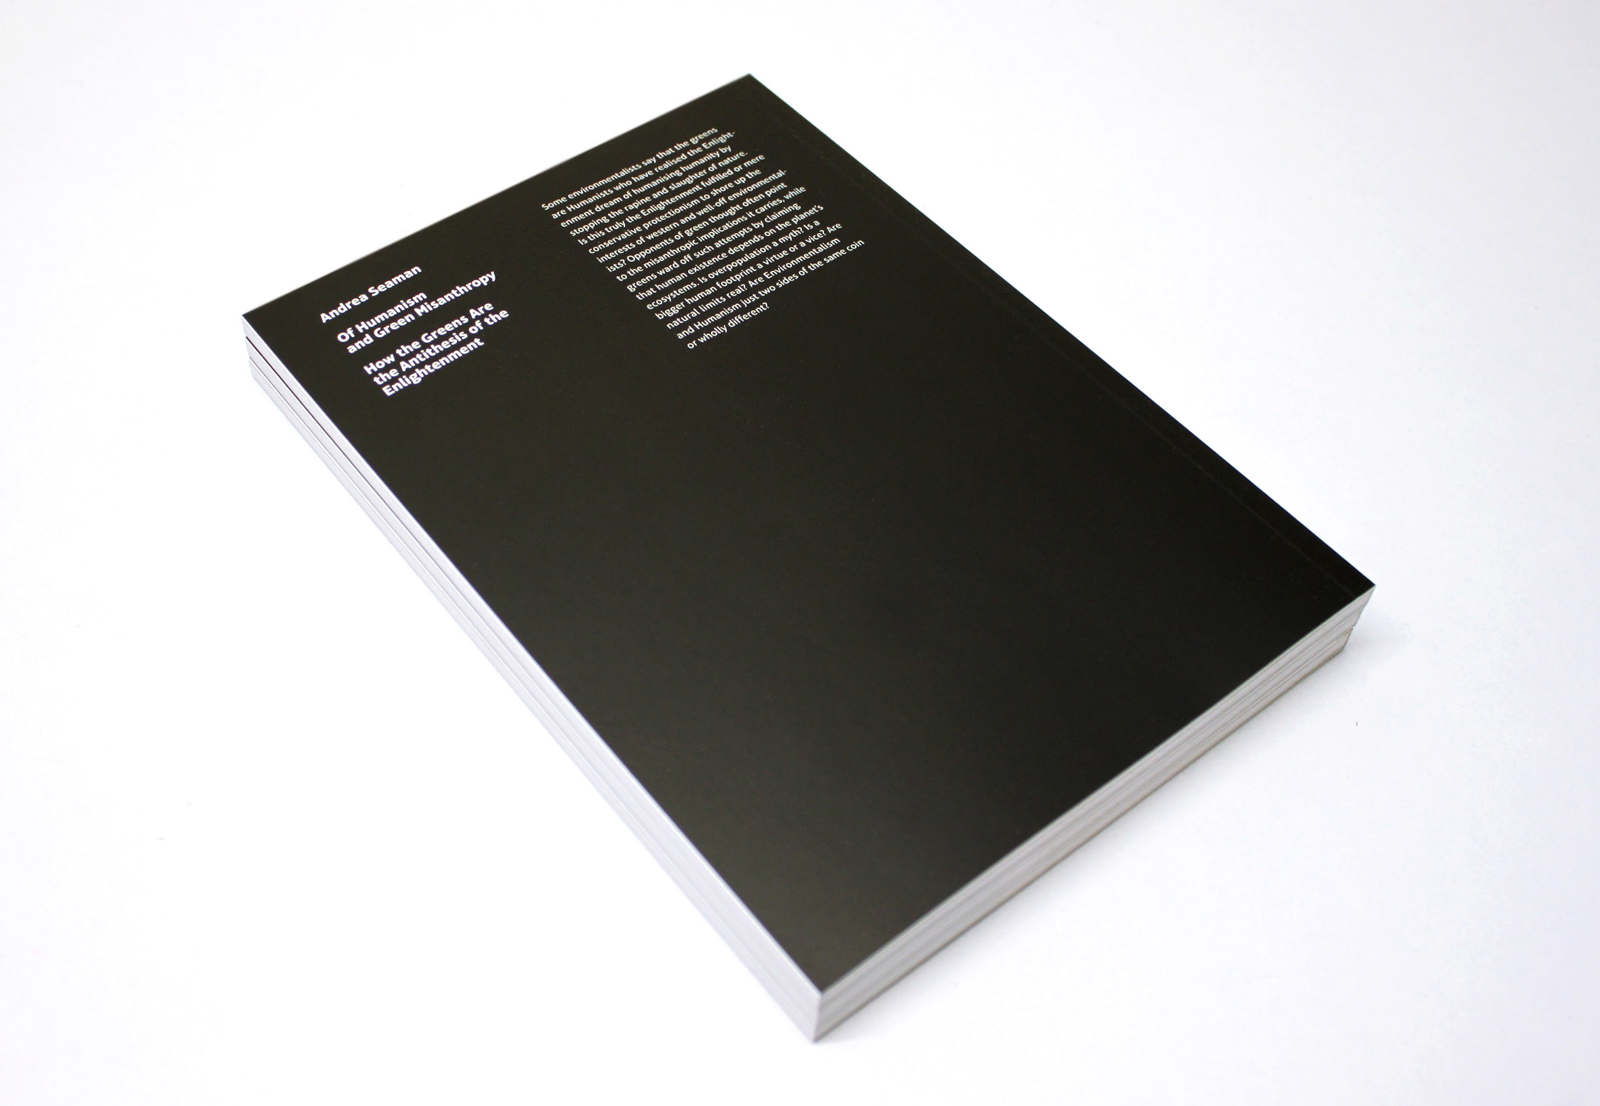 Andrea Seaman
Of Humanism
and Green Misanthropy
How the Greens Are
the Antithesis of the
Enlightenment
Some environmentalists say that the greens
are Humanists who have realised the Enlight-
enment dream of humanising humanity by
stopping the rapine and slaughter of nature.
Is this truly the Enlightenment fulfilled or mere
conservative protectionism to shore up the
interests of western and well-off environmental-
ists? Opponents of green thought often point
to the misanthropic implications it carries, while
greens ward off such attempts by claiming
that human existence depends on the planet's
ecosystems. Is overpopulation a myth? Is a
bigger human footprint a virtue or a vice? Are
natural limits real? Are Environmentalism
and Humanism just two sides of the same coin
or wholly different?